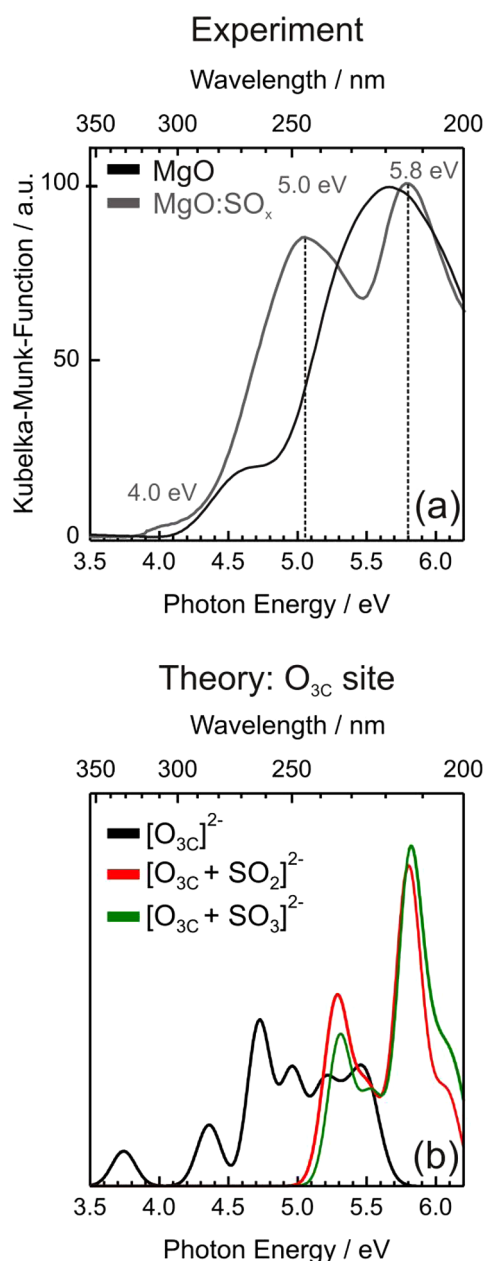 Experiment
Wavelength / nm
350 300 250 200
MgO
MgO:SOₓ
5.0 eV
5.8 eV
4.0 eV
100
50
0
Kubelka-Munk-Function / a.u.
(a)
3.5 4.0 4.5 5.0 5.5 6.0
Photon Energy / eV
Theory: O₃C site
Wavelength / nm
350 300 250 200
[O₃C]²⁻
[O₃C + SO₂]²⁻
[O₃C + SO₃]²⁻
(b)
3.5 4.0 4.5 5.0 5.5 6.0
Photon Energy / eV